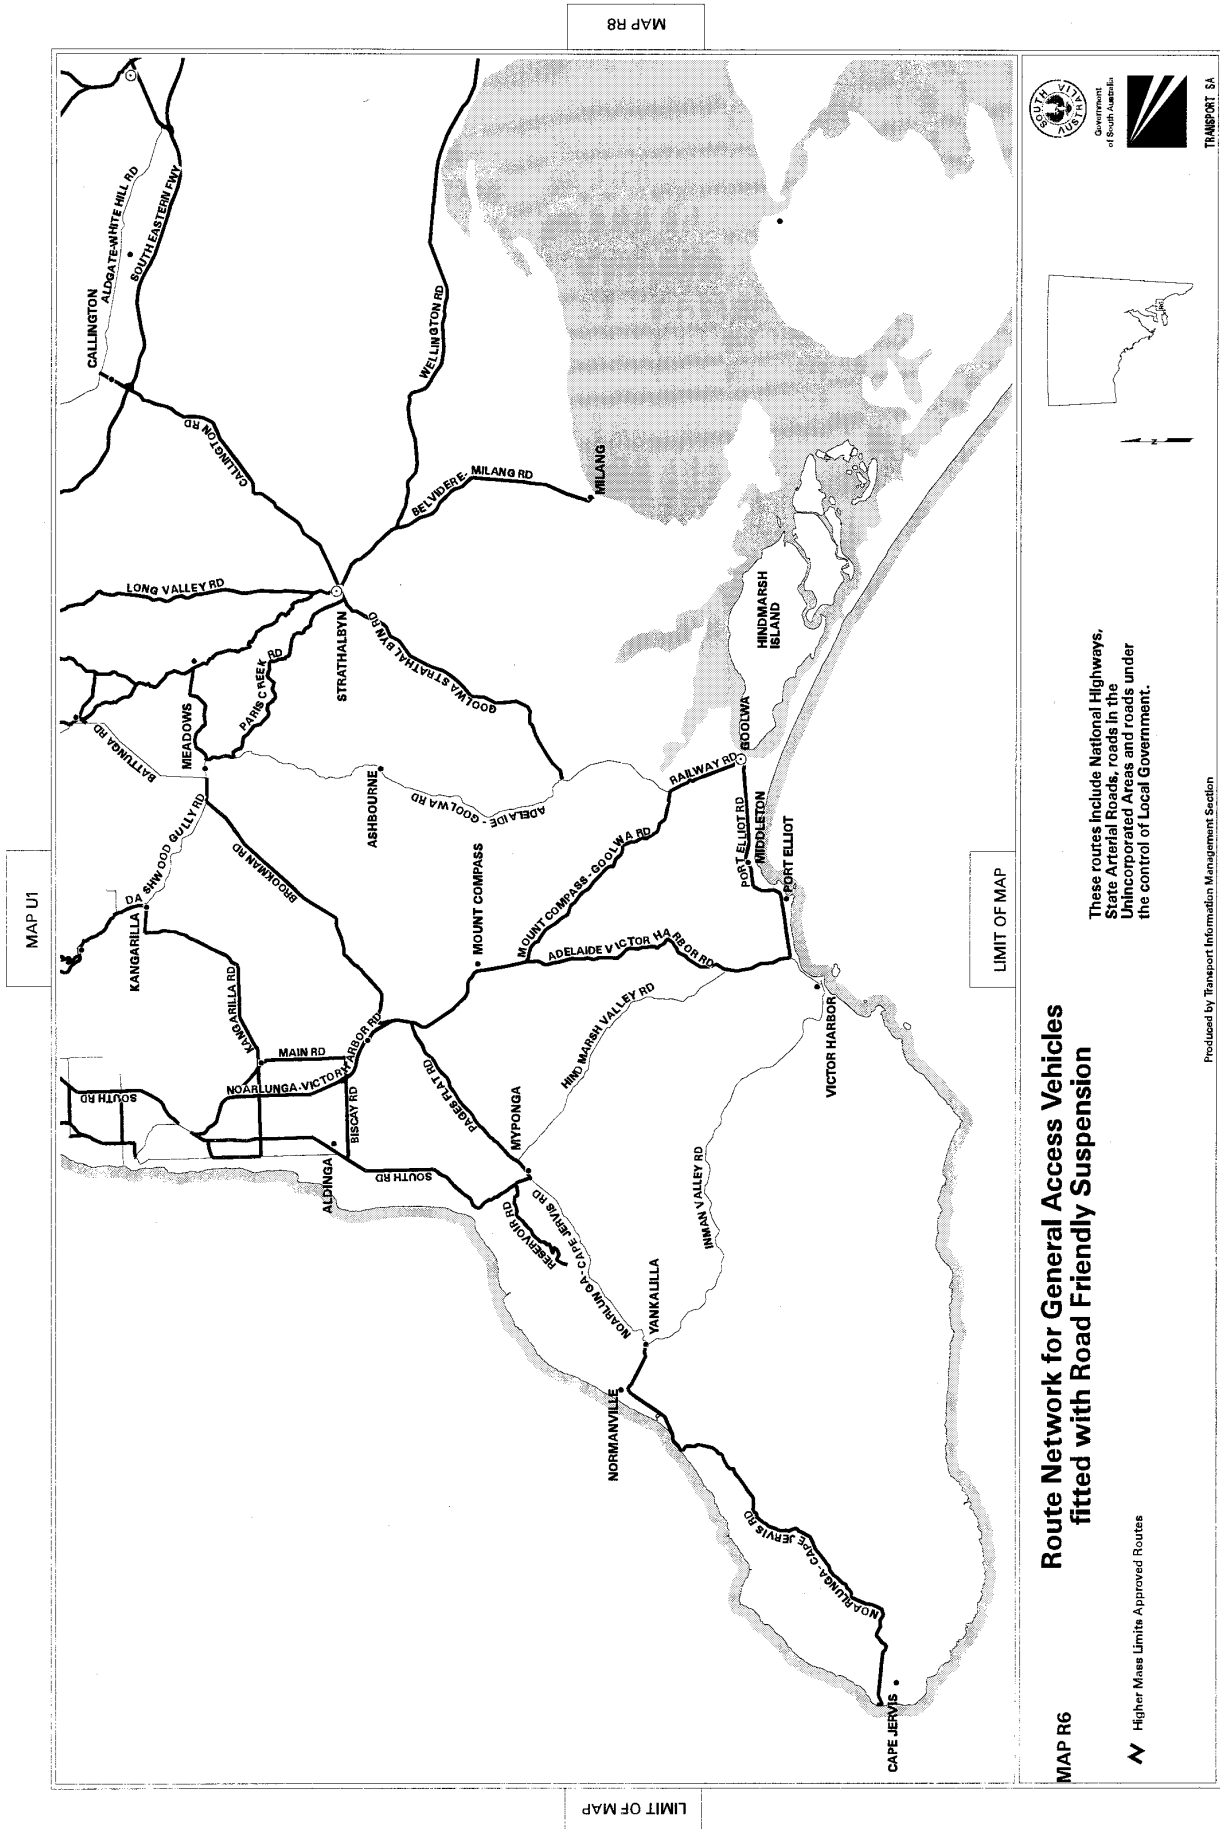 MAP R8
MAP U1
LIMIT OF MAP
LIMIT OF MAP
CALLINGTON
ALDGATE-WHITE HILL RD
SOUTH EASTERN FWY
CALLINGTON RD
WELLINGTON RD
BELVIDERE- MILANG RD
MILANG
LONG VALLEY RD
STRATHALBYN
PARIS CREEK RD
GOOLWA STRATHALBYN RD
BATTUNGA RD
MEADOWS
ASHBOURNE
ADELAIDE - GOOLWA RD
HINDMARSH
ISLAND
GOOLWA
RAILWAY RD
PORT ELLIOT RD
MIDDLETON
PORT ELLIOT
DASHWOOD GULLY RD
BROOKMAN RD
KANGARILLA
KANGARILLA RD
MOUNT COMPASS
MOUNT COMPASS - GOOLWA RD
ADELAIDE VICTOR HARBOR RD
HINDMARSH VALLEY RD
VICTOR HARBOR
MAIN RD
NOARLUNGA-VICTOR HARBOR RD
SOUTH RD
BISCAY RD
PAGES FLAT RD
MYPONGA
ALDINGA
SOUTH RD
RESERVOIR RD
NOARLUNGA - CAPE JERVIS RD
INMAN VALLEY RD
YANKALILLA
NORMANVILLE
NOARLUNGA-CAPE JERVIS RD
CAPE JERVIS
MAP R6
Route Network for General Access Vehicles
fitted with Road Friendly Suspension
Higher Mass Limits Approved Routes
These routes include National Highways,
State Arterial Roads, roads in the
Unincorporated Areas and roads under
the control of Local Government.
N
SOUTH AUSTRALIA
Government
of South Australia
TRANSPORT SA
Produced by Transport Information Management Section